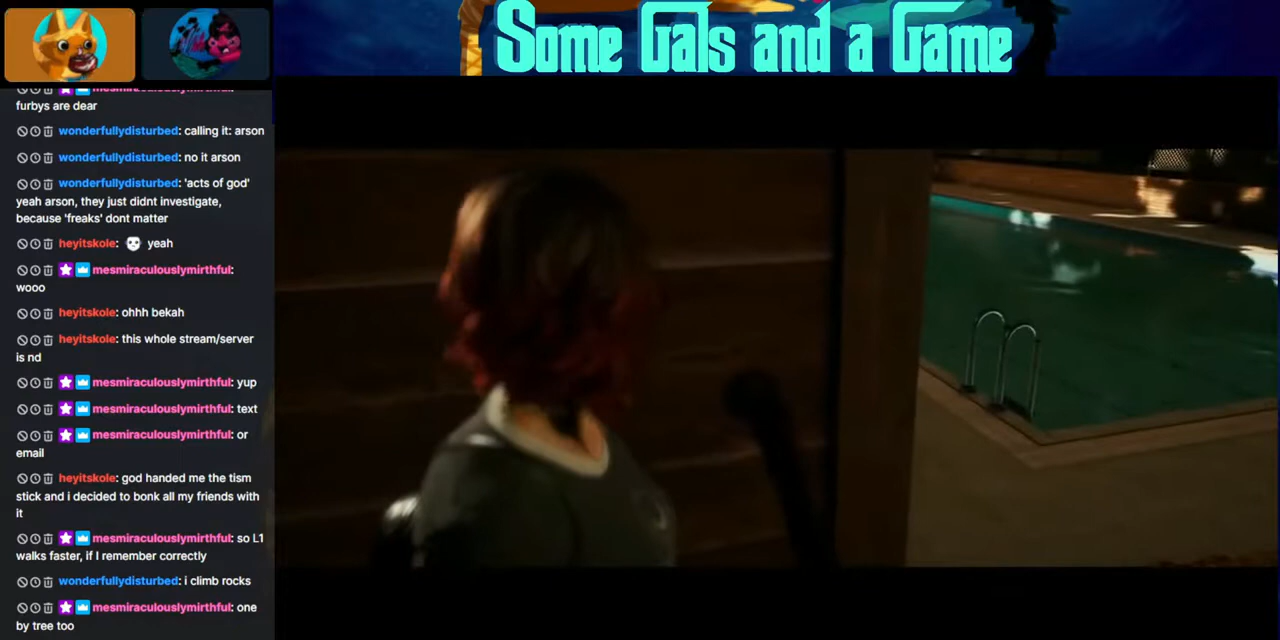 Some Gals and a Game
mesmiraculouslymirthful:
furbys are dear
wonderfullydisturbed: calling it: arson
wonderfullydisturbed: no it arson
wonderfullydisturbed: 'acts of god'
yeah arson, they just didnt investigate,
because 'freaks' dont matter
heyitskole: yeah
mesmiraculouslymirthful:
wooo
heyitskole: ohhh bekah
heyitskole: this whole stream/server
is nd
mesmiraculouslymirthful: yup
mesmiraculouslymirthful: text
mesmiraculouslymirthful: or
email
heyitskole: god handed me the tism
stick and i decided to bonk all my friends with
it
mesmiraculouslymirthful: so L1
walks faster, if I remember correctly
wonderfullydisturbed: i climb rocks
mesmiraculouslymirthful: one
by tree too